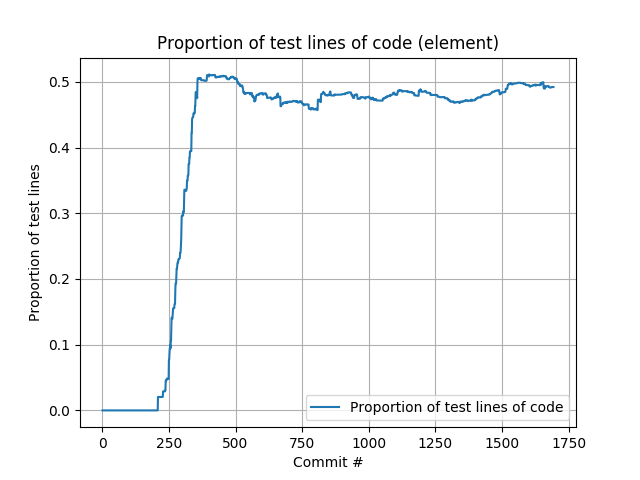 Proportion of test lines of code (element)
Proportion of test lines
0.5
0.4
0.3
0.2
0.1
0.0
Proportion of test lines of code
0 250 500 750 1000 1250 1500 1750
Commit #